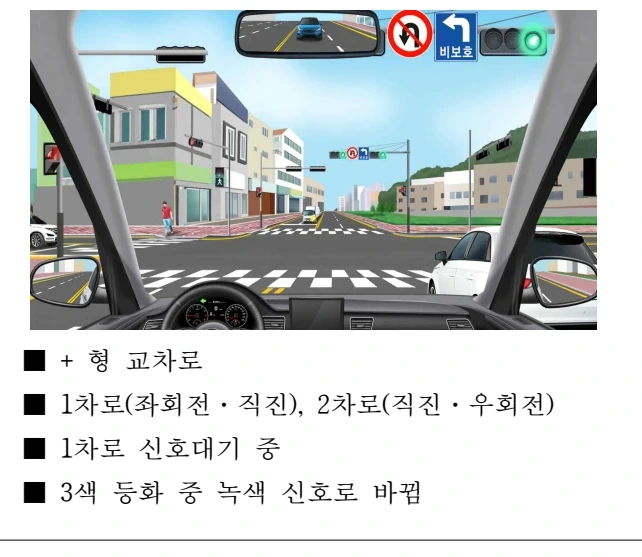 비보호
■ + 형 교차로
■ 1차로(좌회전・직진), 2차로(직진・우회전)
■ 1차로 신호대기 중
■ 3색 등화 중 녹색 신호로 바뀜